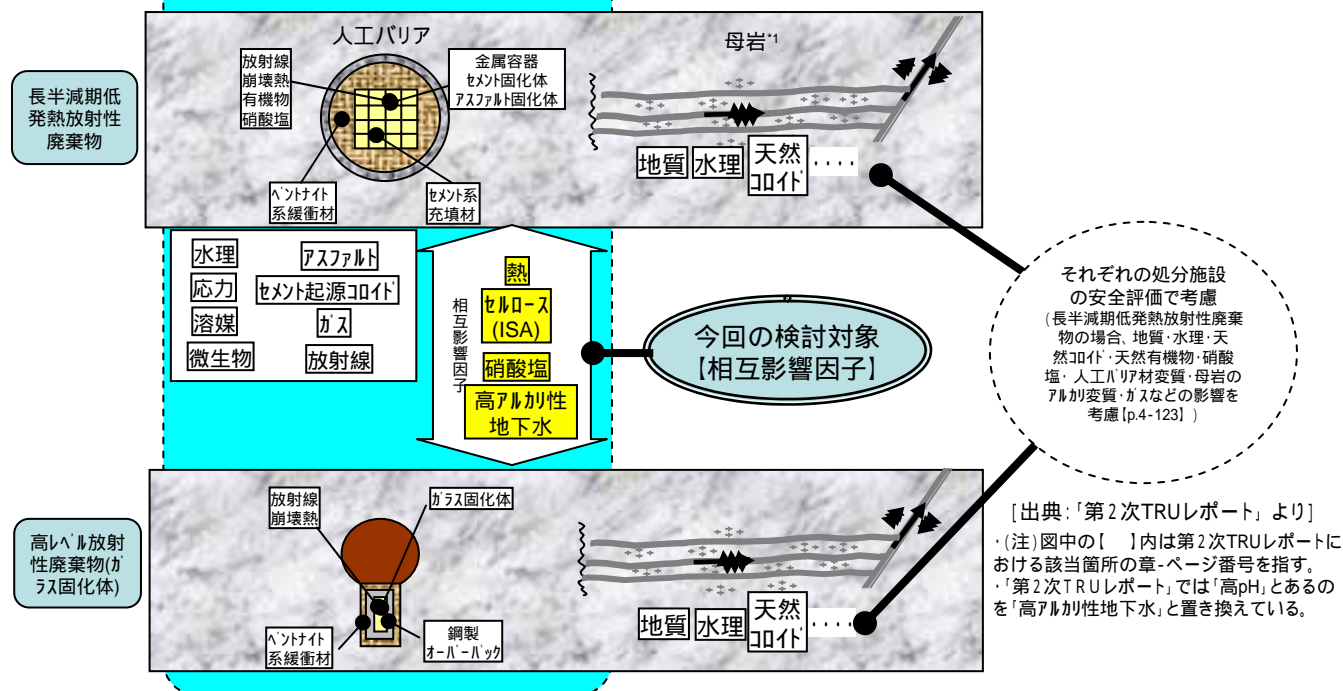 人工バリア
母岩*1
長半減期低
発熱放射性
廃棄物
放射線
崩壊熱
有機物
硝酸塩
金属容器
セメント固化体
アスファルト固化体
ベントナイト
系緩衝材
セメント系
充填材
地質
水理
天然
コロイド
・・・・
水理
応力
溶媒
微生物
アスファルト
セメント起源コロイド
ガス
放射線
相互影響因子
熱
セルロース
(ISA)
硝酸塩
高アルカリ性
地下水
今回の検討対象
【相互影響因子】
それぞれの処分施設
の安全評価で考慮
(長半減期低発熱放射性廃棄
物の場合、地質・水理・天
然コロイド・天然有機物・硝酸
塩・人工バリア材変質・母岩の
アルカリ変質・ガスなどの影響を
考慮【p.4-123】)
高レベル放射
性廃棄物(ガ
ラス固化体)
放射線
崩壊熱
ガラス固化体
ベントナイト
系緩衝材
鋼製
オーバーパック
地質
水理
天然
コロイド
・・・・
[出典:「第2次TRUレポート」より]
・(注)図中の【　】内は第2次TRUレポートに
おける該当箇所の章-ページ番号を指す。
・「第2次TRUレポート」では「高pH」とあるの
を「高アルカリ性地下水」と置き換えている。